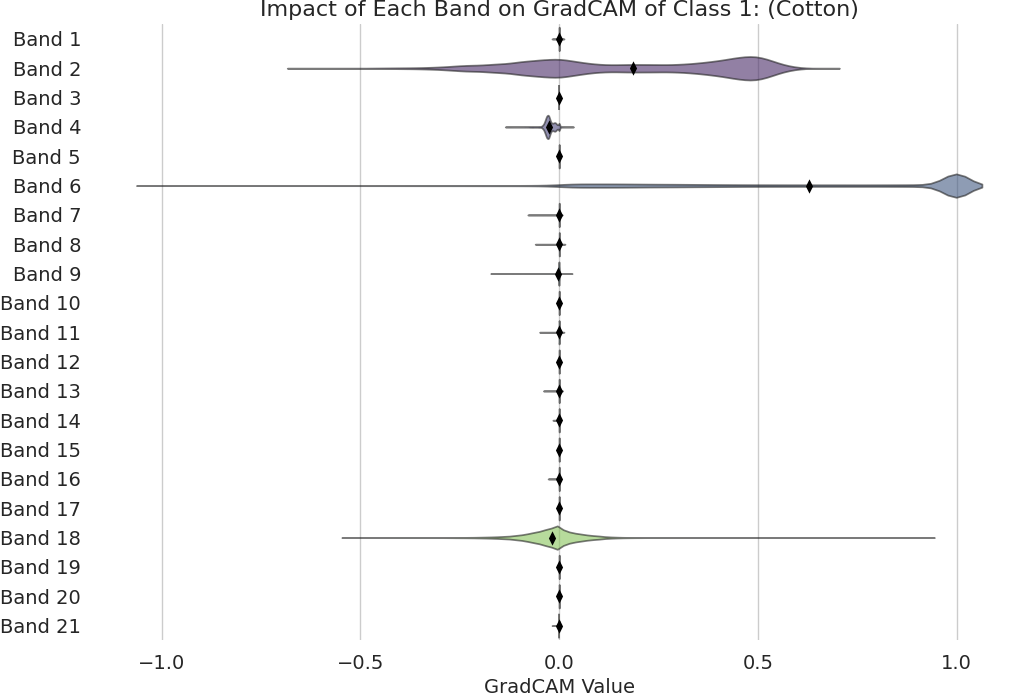 Impact of Each Band on GradCAM of Class 1: (Cotton)
Band 1
Band 2
Band 3
Band 4
Band 5
Band 6
Band 7
Band 8
Band 9
Band 10
Band 11
Band 12
Band 13
Band 14
Band 15
Band 16
Band 17
Band 18
Band 19
Band 20
Band 21
−1.0 −0.5 0.0 0.5 1.0
GradCAM Value